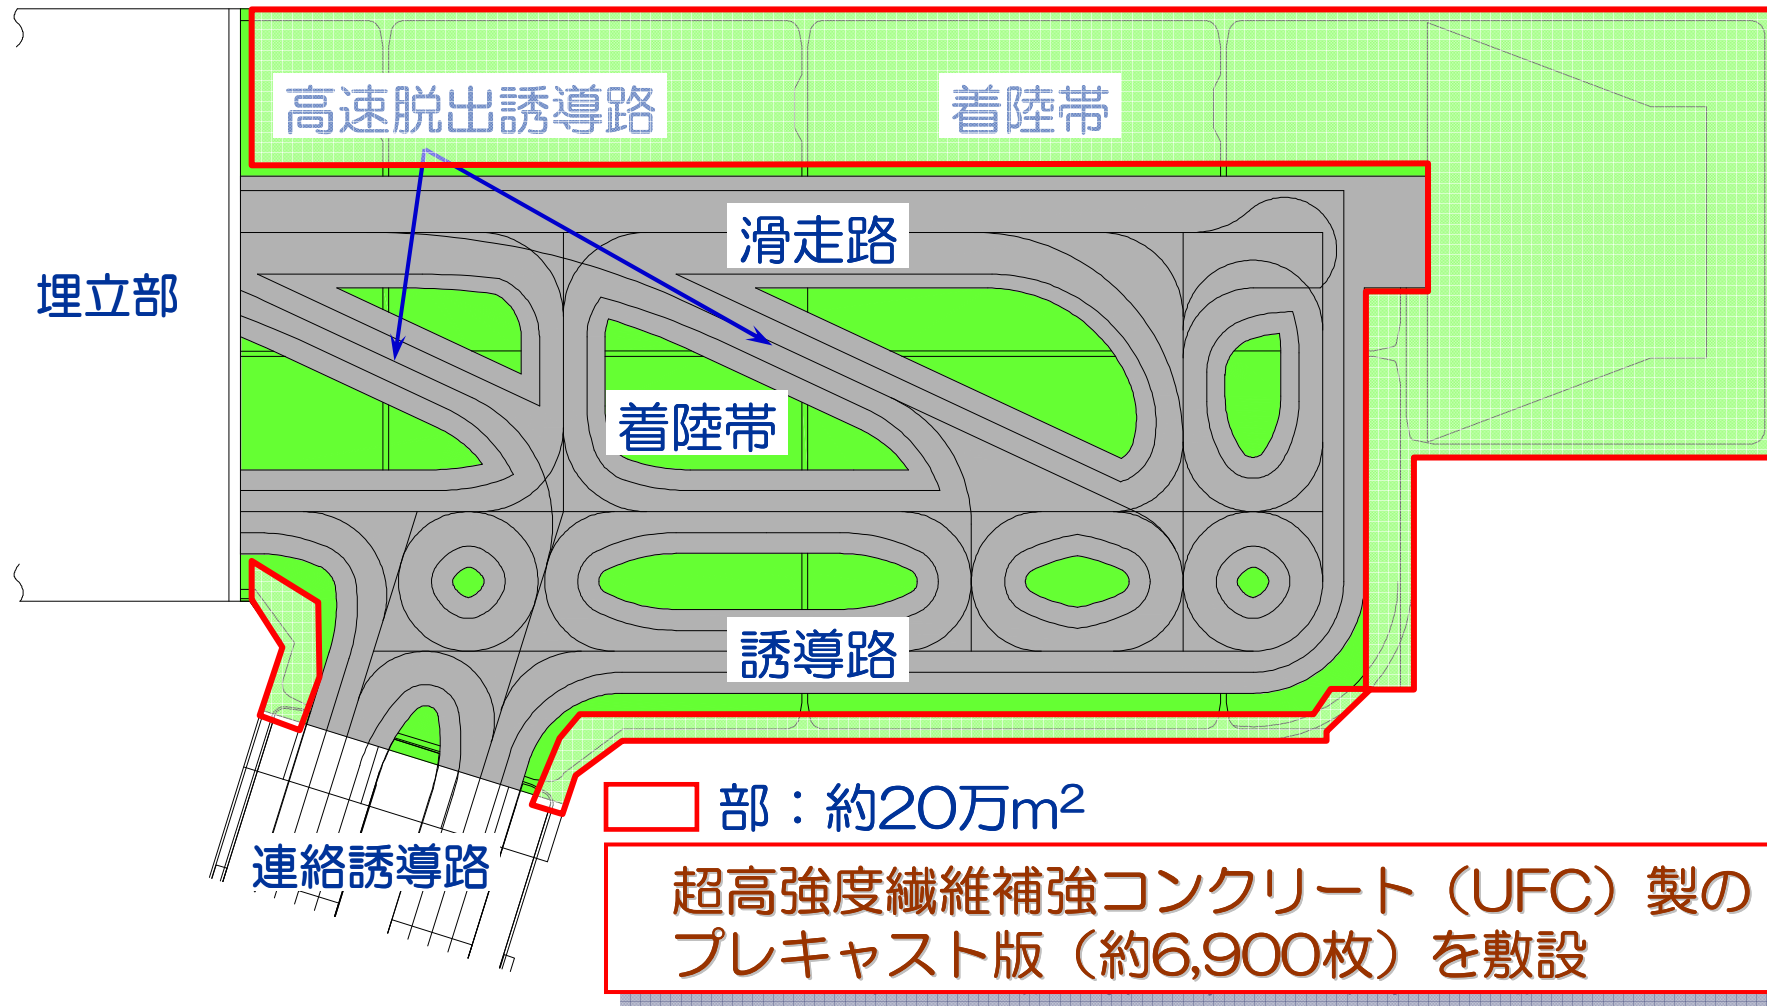 高速脱出誘導路
着陸帯
滑走路
埋立部
着陸帯
誘導路
部：約20万m²
連絡誘導路
超高強度繊維補強コンクリート（UFC）製の
プレキャスト版（約6,900枚）を敷設